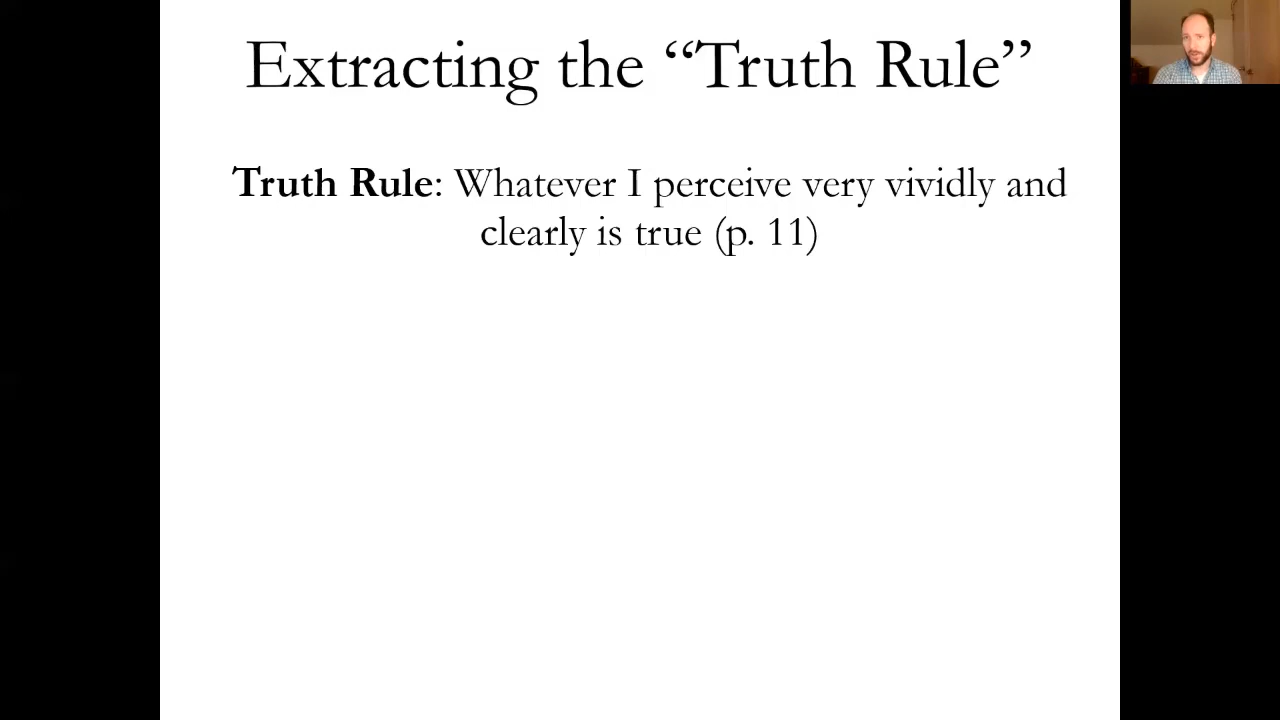 Extracting the “Truth Rule”
Truth Rule: Whatever I perceive very vividly and
clearly is true (p. 11)